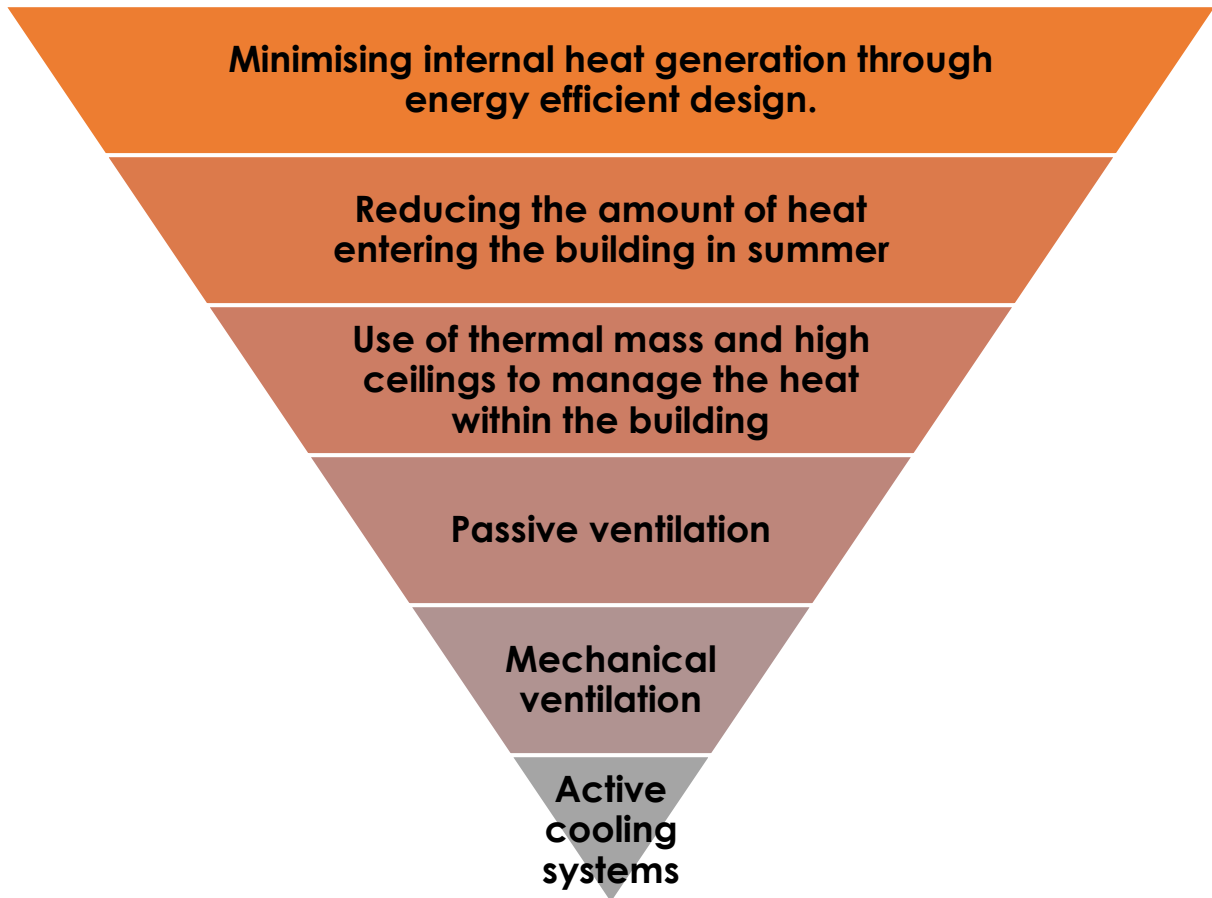 Minimising internal heat generation through
energy efficient design.
Reducing the amount of heat
entering the building in summer
Use of thermal mass and high
ceilings to manage the heat
within the building
Passive ventilation
Mechanical
ventilation
Active
cooling
systems